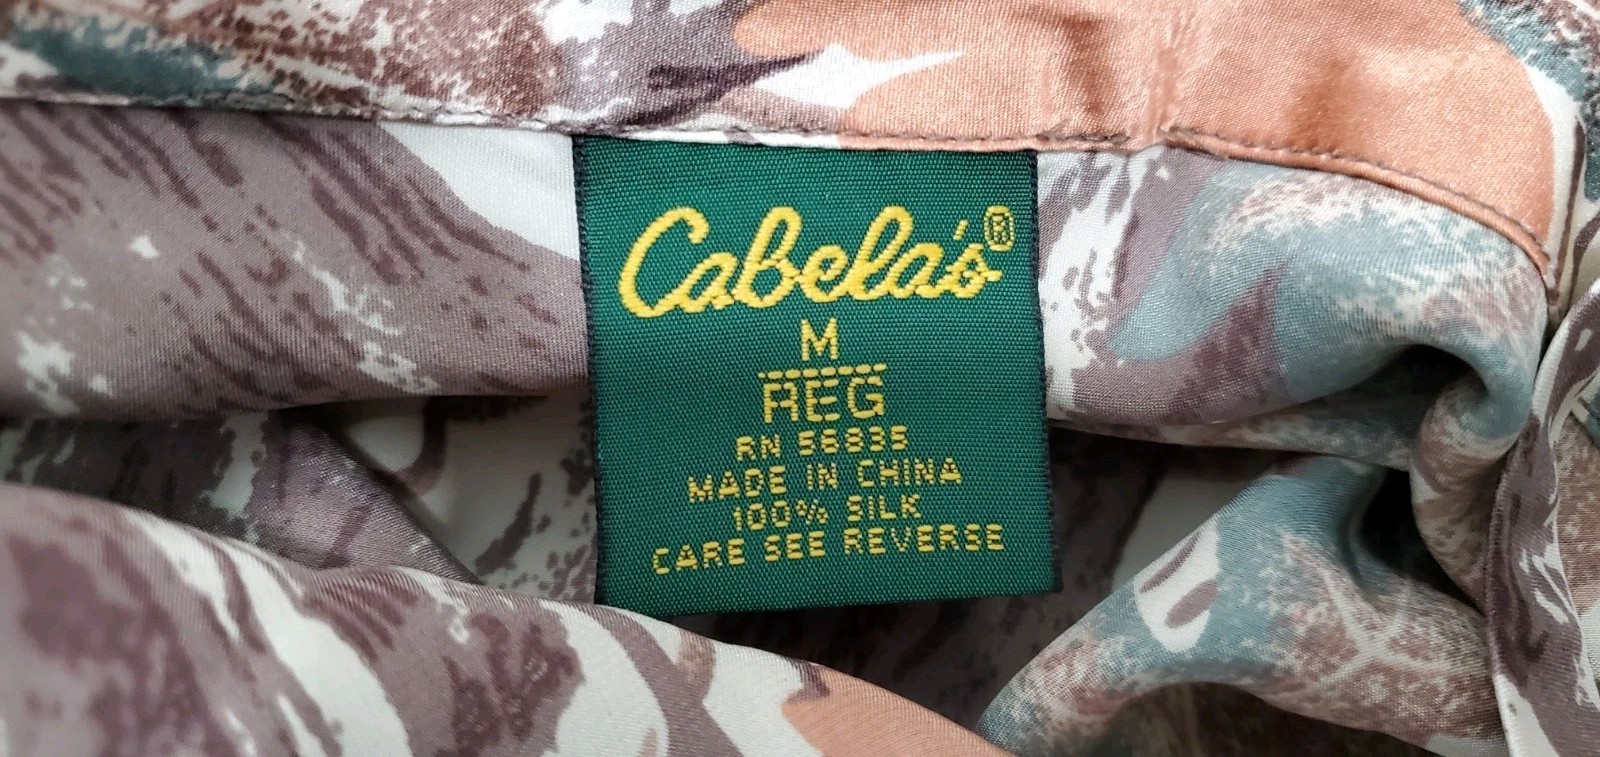 Cabela's®
M
REG
RN 56835
MADE IN CHINA
100% SILK
CARE SEE REVERSE